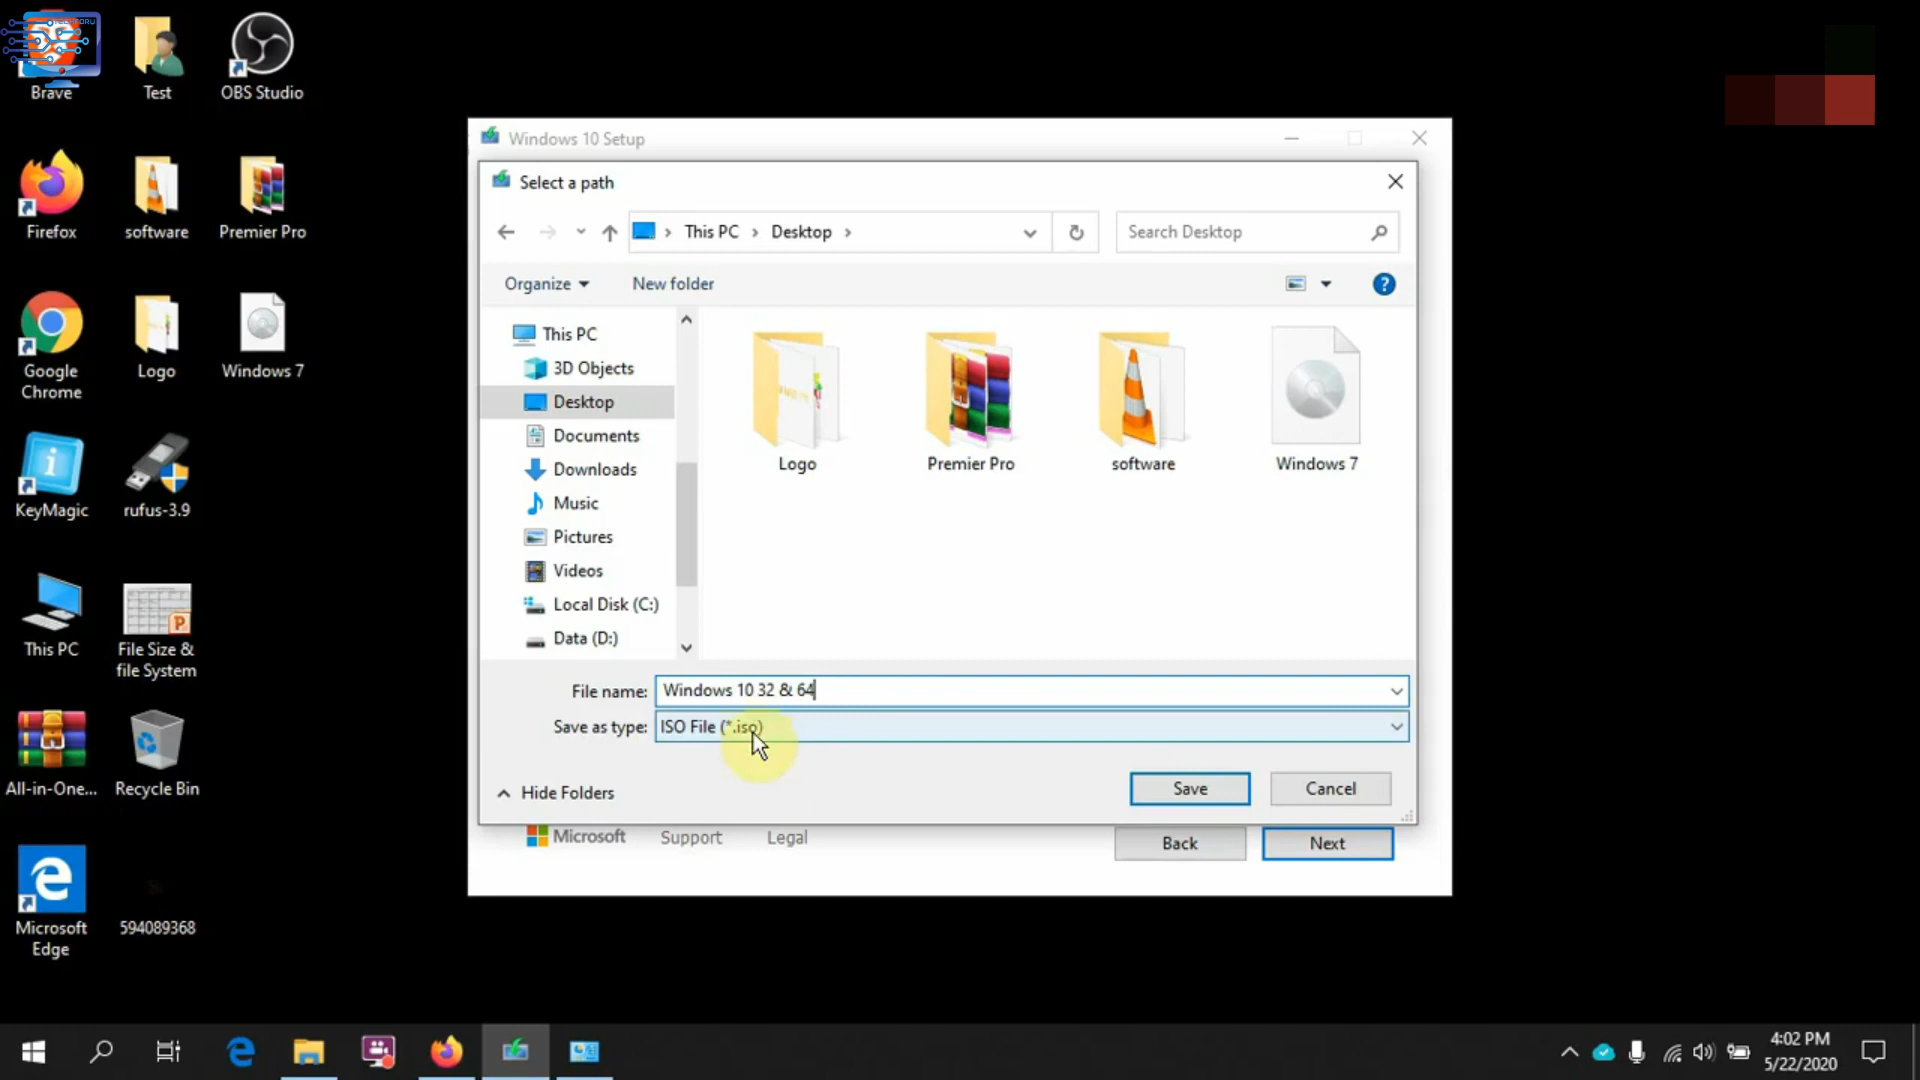 TECHFORU
Brave
Test
OBS Studio
Firefox
software
Premier Pro
Google
Chrome
Logo
Windows 7
KeyMagic
rufus-3.9
This PC
File Size &
file System
All-in-One...
Recycle Bin
Microsoft
Edge
594089368
Windows 10 Setup
Select a path
This PC
Desktop
Search Desktop
Organize
New folder
This PC
3D Objects
Desktop
Documents
Downloads
Music
Pictures
Videos
Local Disk (C:)
Data (D:)
Logo
Premier Pro
software
Windows 7
File name: Windows 10 32 & 64
Save as type: ISO File (*.iso)
Hide Folders
Save
Cancel
Microsoft
Support
Legal
Back
Next
4:02 PM
5/22/2020